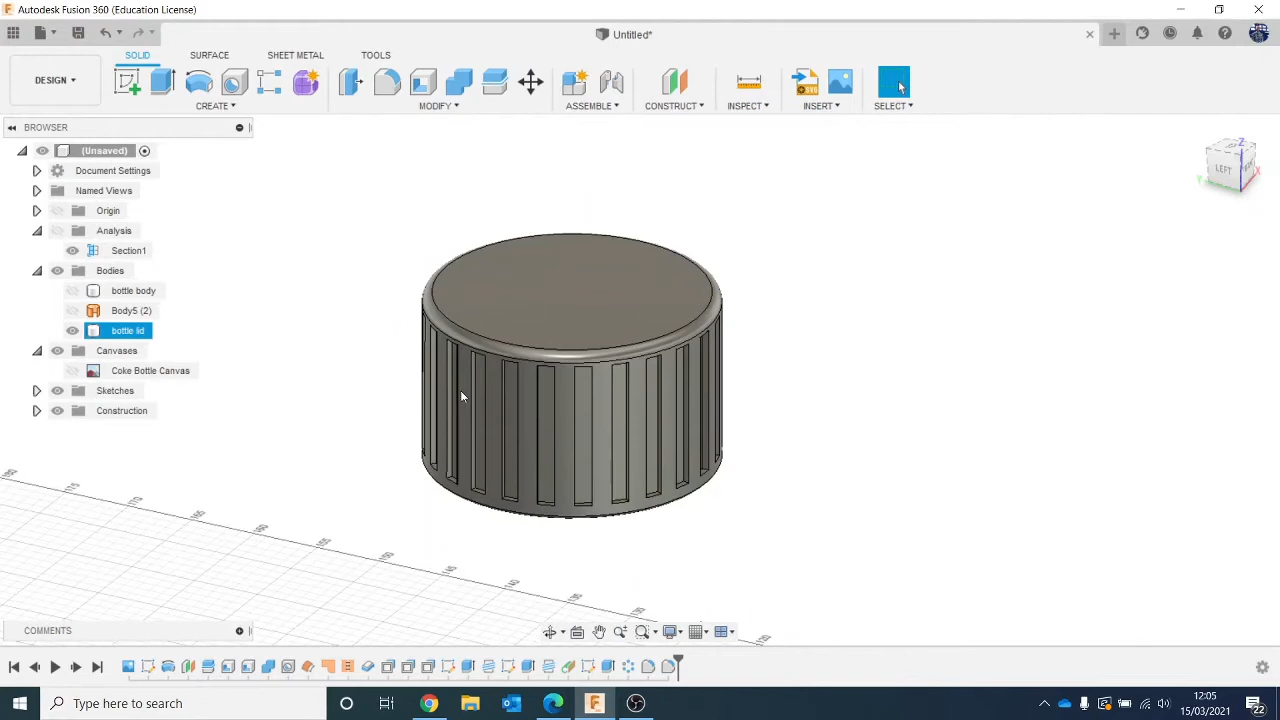 Autodesk Fusion 360 (Education License)
Untitled*
SOLID SURFACE SHEET METAL TOOLS
DESIGN
CREATE MODIFY ASSEMBLE CONSTRUCT INSPECT INSERT SELECT
BROWSER
(Unsaved)
Document Settings
Named Views
Origin
Analysis
Section1
Bodies
bottle body
Body5 (2)
bottle lid
Canvases
Coke Bottle Canvas
Sketches
Construction
Z
LEFT
Y
X
COMMENTS
Type here to search
12:05
15/03/2021
22